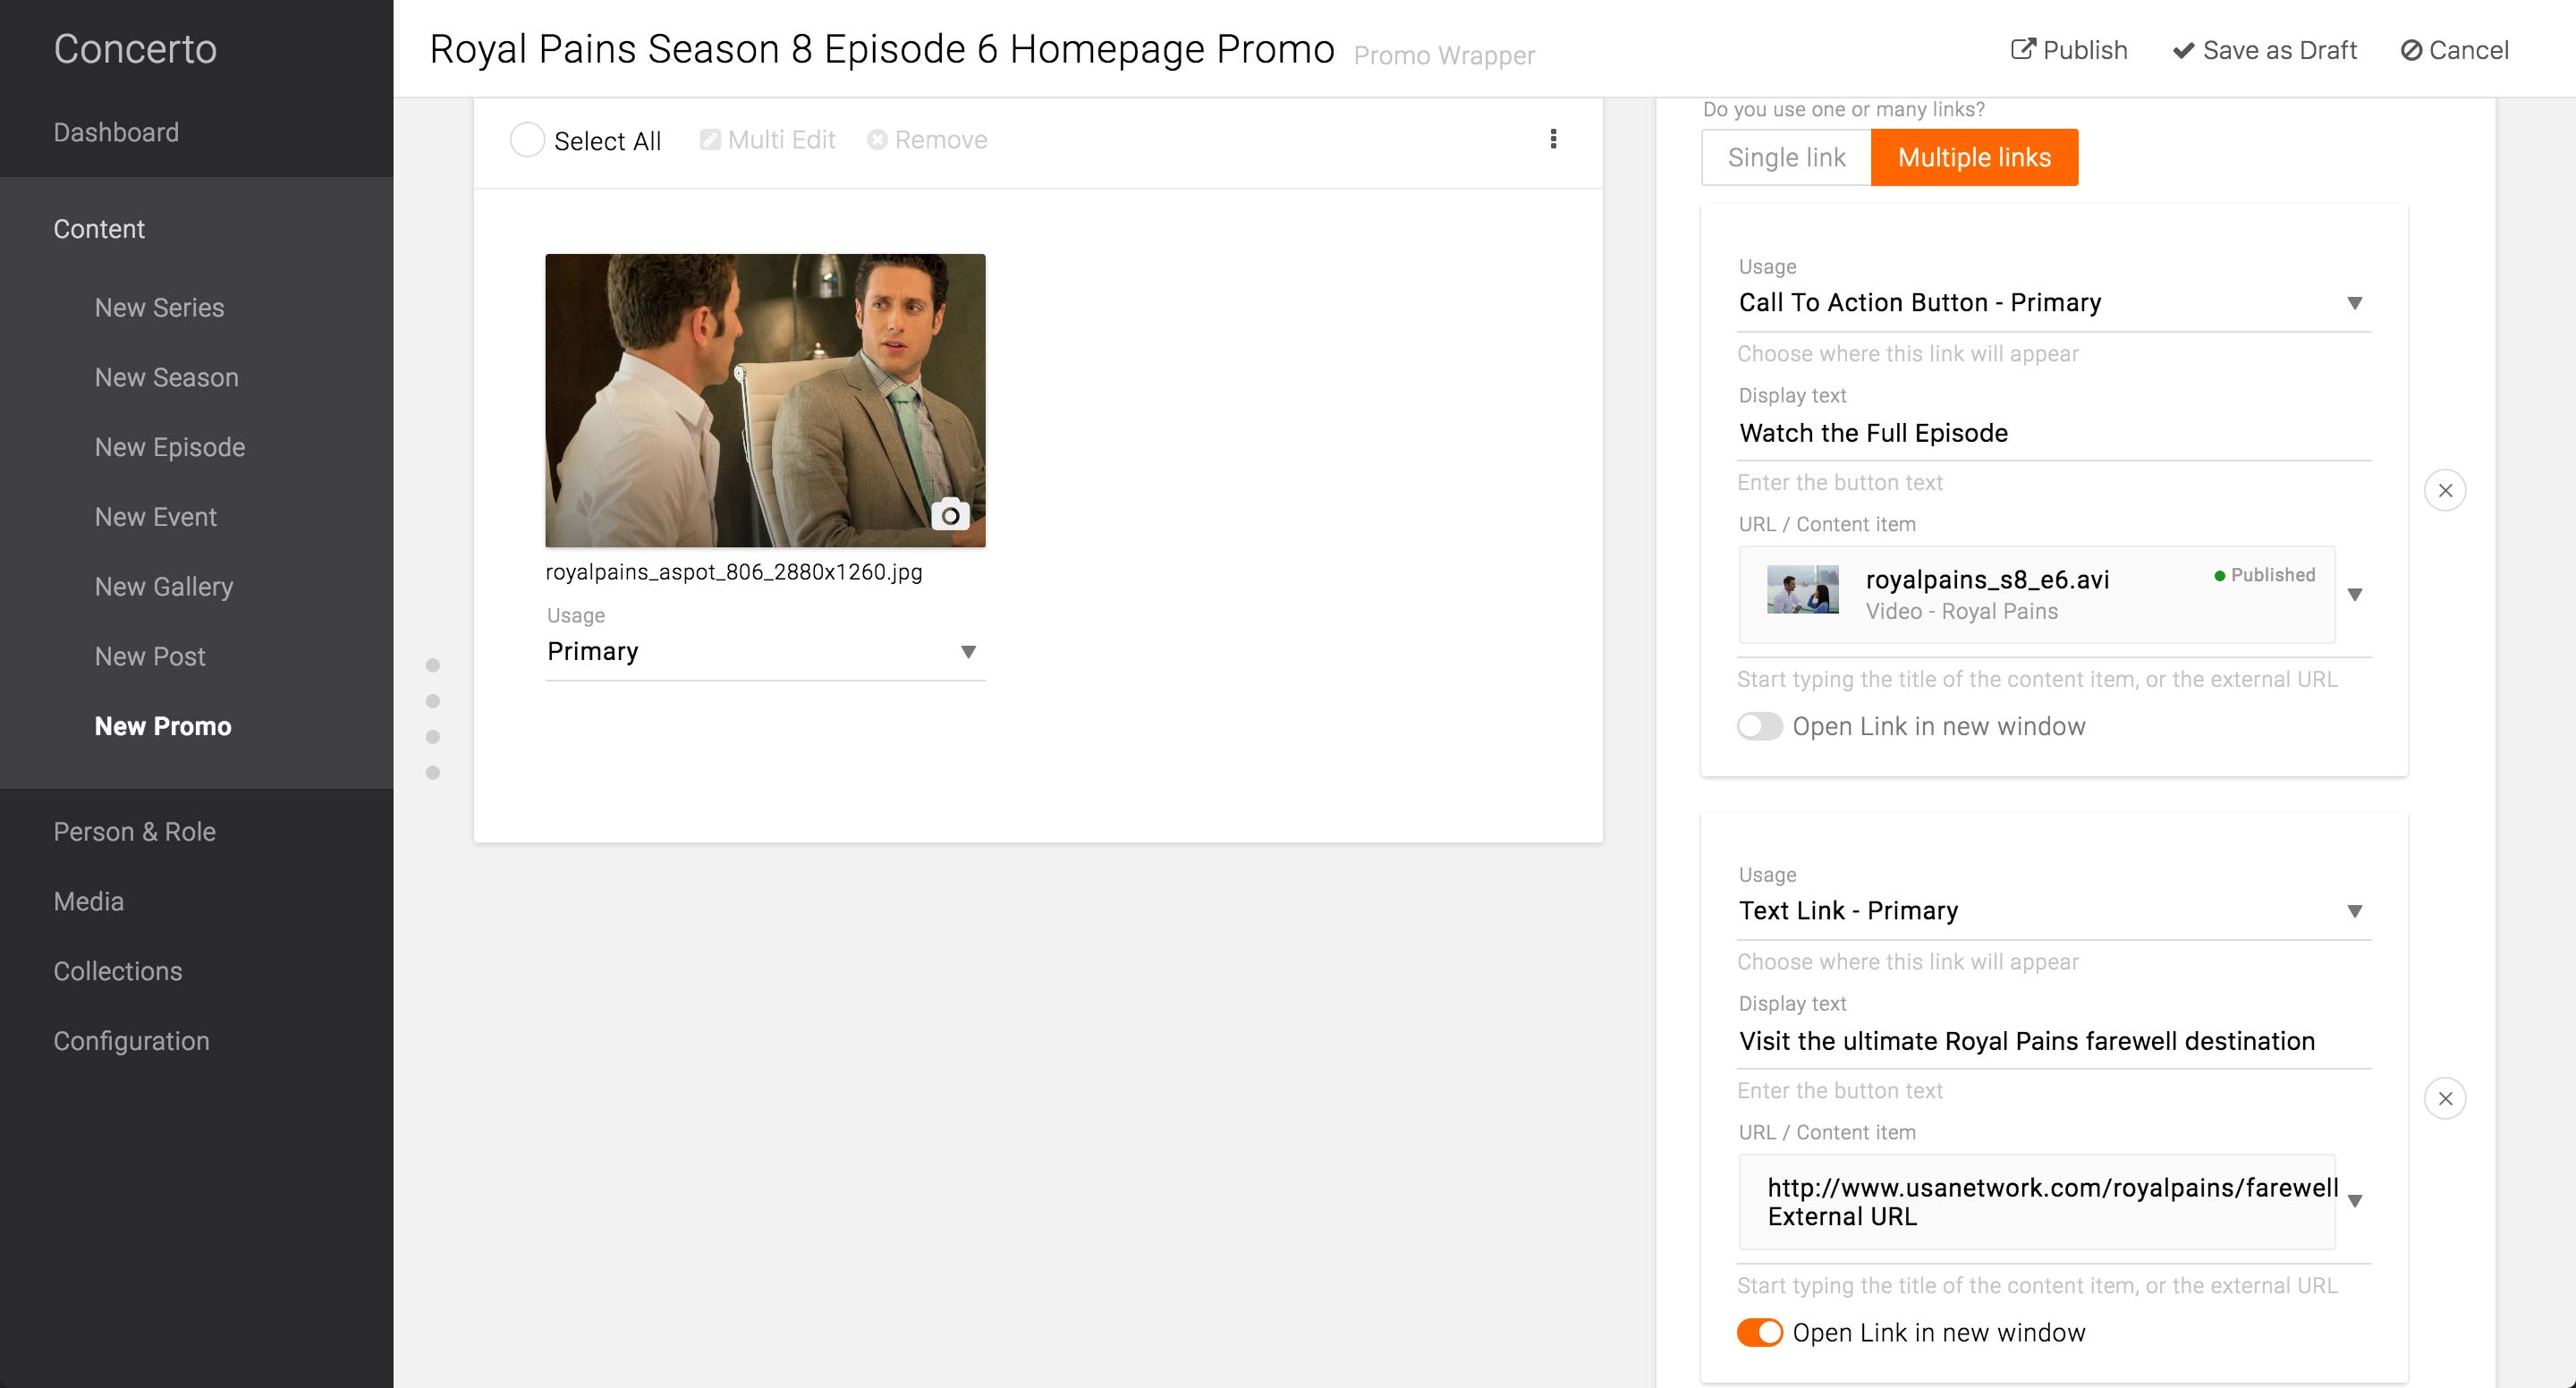 Concerto
Dashboard
Content
New Series
New Season
New Episode
New Event
New Gallery
New Post
New Promo
Person & Role
Media
Collections
Configuration
Royal Pains Season 8 Episode 6 Homepage Promo Promo Wrapper
Publish Save as Draft Cancel
Select All Multi Edit Remove
royalpains_aspot_806_2880x1260.jpg
Usage
Primary
Do you use one or many links?
Single link Multiple links
Usage
Call To Action Button - Primary
Choose where this link will appear
Display text
Watch the Full Episode
Enter the button text
URL / Content item
royalpains_s8_e6.avi Published
Video - Royal Pains
Start typing the title of the content item, or the external URL
Open Link in new window
Usage
Text Link - Primary
Choose where this link will appear
Display text
Visit the ultimate Royal Pains farewell destination
Enter the button text
URL / Content item
http://www.usanetwork.com/royalpains/farewell
External URL
Start typing the title of the content item, or the external URL
Open Link in new window